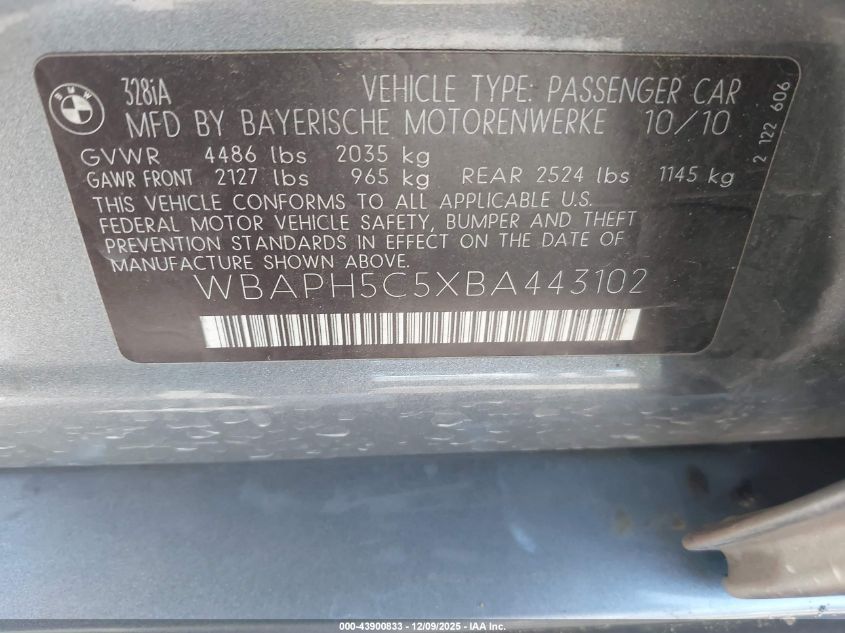 BMW
328iA VEHICLE TYPE: PASSENGER CAR
MFD BY BAYERISCHE MOTORENWERKE 10/10
GVWR 4486 lbs 2035 kg
GAWR FRONT 2127 lbs 965 kg REAR 2524 lbs 1145 kg
THIS VEHICLE CONFORMS TO ALL APPLICABLE U.S.
FEDERAL MOTOR VEHICLE SAFETY, BUMPER AND THEFT
PREVENTION STANDARDS IN EFFECT ON THE DATE OF
MANUFACTURE SHOWN ABOVE.
WBAPH5C5XBA443102
2 122 606
000-43900833 - 12/09/2025 - IAA Inc.